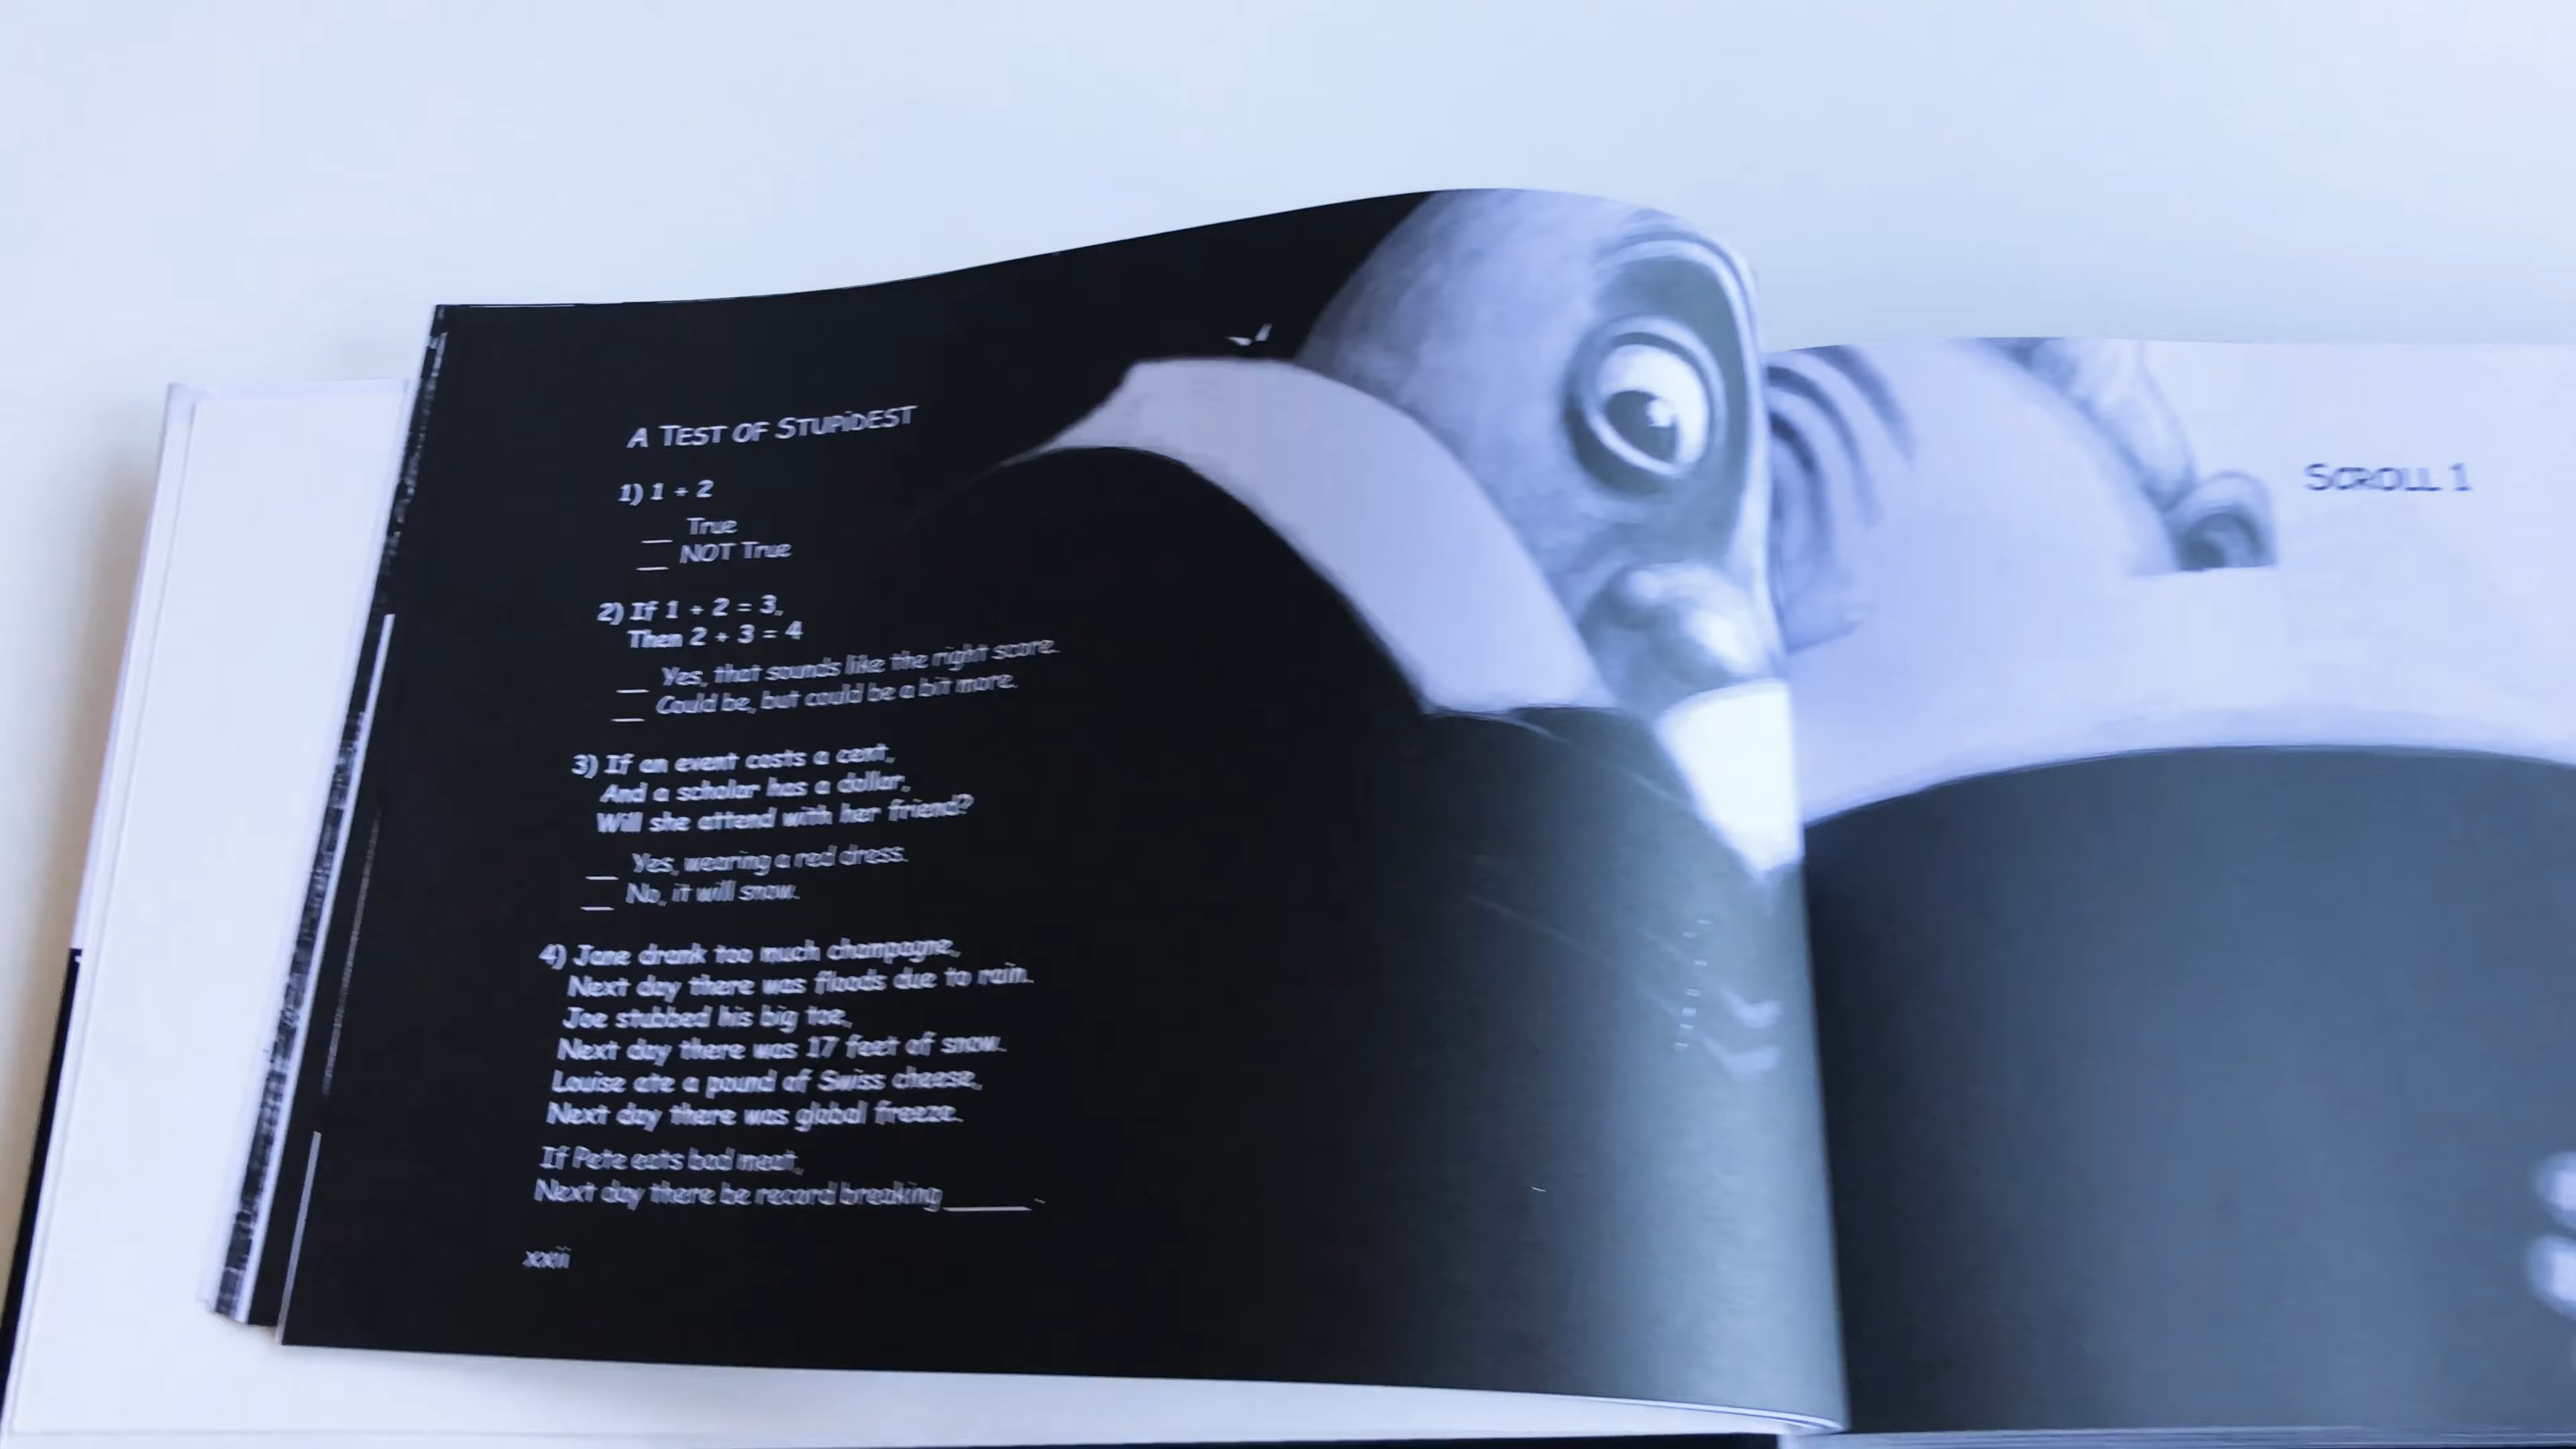 A TEST OF STUPiDEST
1) 1 + 2
__ True
__ NOT True
2) If 1 + 2 = 3,
Then 2 + 3 = 4
__ Yes, that sounds like the right score.
__ Could be, but could be a bit more.
3) If an event costs a cent,
And a scholar has a dollar,
Will she attend with her friend?
__ Yes, wearing a red dress.
__ No, it will snow.
4) Jane drank too much champagne,
Next day there was floods due to rain.
Joe stubbed his big toe,
Next day there was 17 feet of snow.
Louise ate a pound of Swiss cheese,
Next day there was global freeze.
If Pete eats bad meat,
Next day there be record breaking ______.
xxii
SCROLL 1